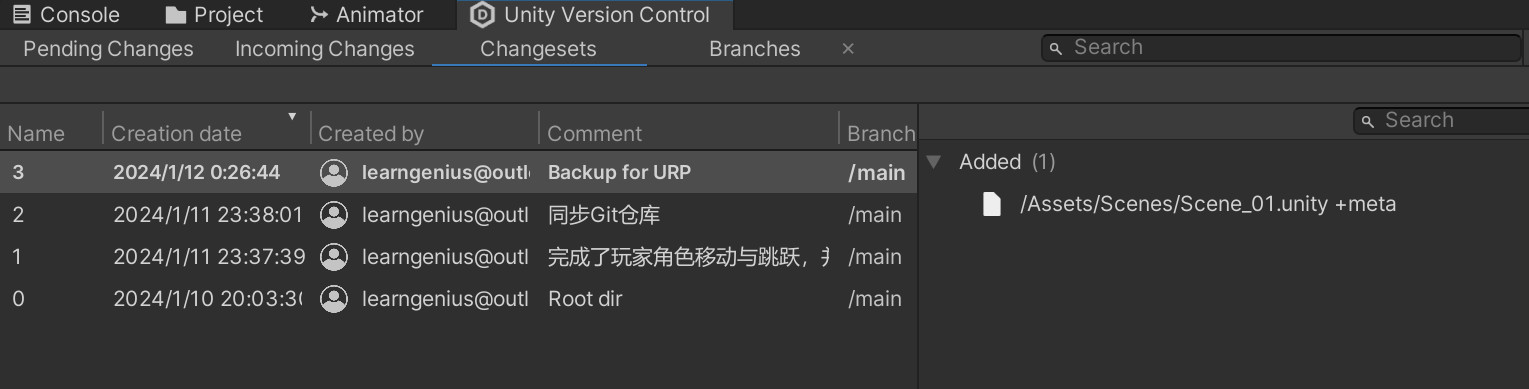 Console Project Animator Unity Version Control
Pending Changes Incoming Changes Changesets Branches × Search
Name Creation date Created by Comment Branch
Search
3 2024/1/12 0:26:44 learngenius@outl Backup for URP /main
Added (1)
2 2024/1/11 23:38:01 learngenius@outl 同步Git仓库 /main
/Assets/Scenes/Scene_01.unity +meta
1 2024/1/11 23:37:39 learngenius@outl 完成了玩家角色移动与跳跃, /main
0 2024/1/10 20:03:30 learngenius@outl Root dir /main